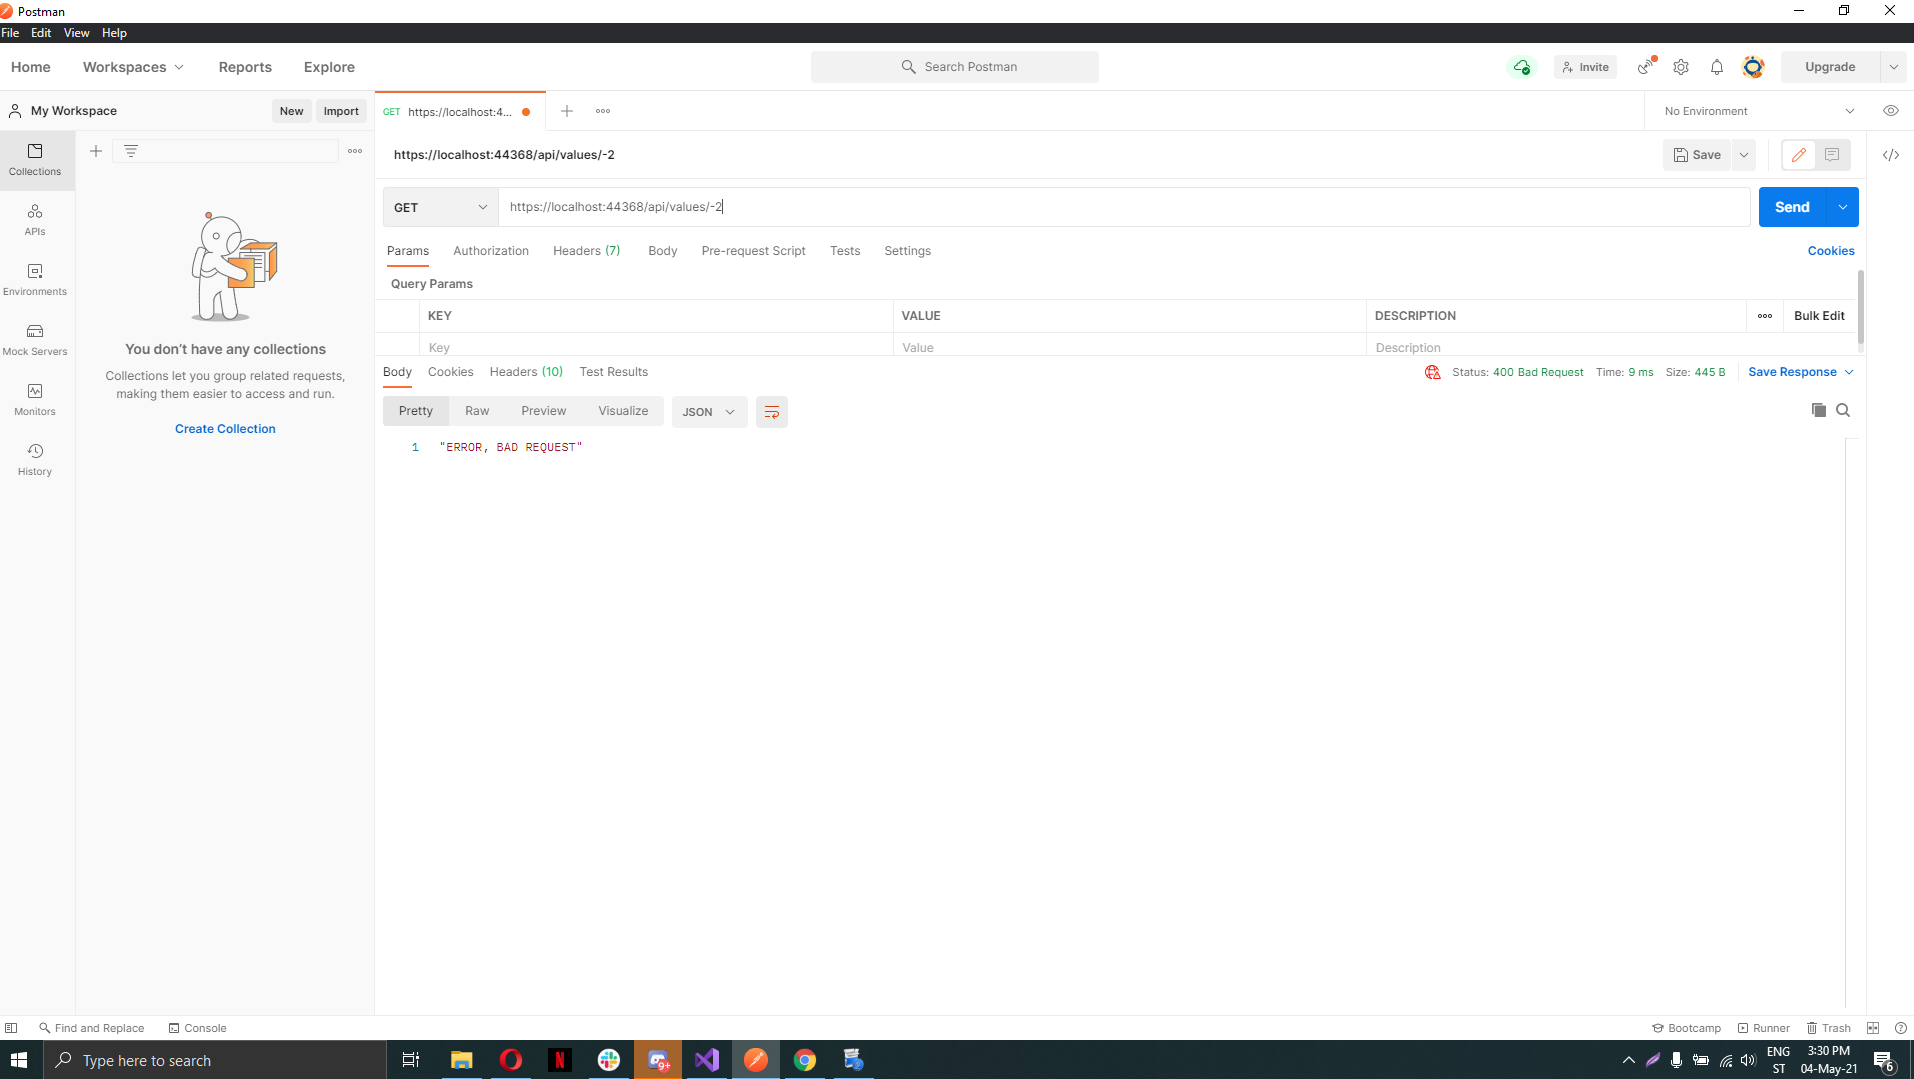 Postman
File Edit View Help
Home Workspaces Reports Explore Search Postman Invite Upgrade
My Workspace New Import GET https://localhost:4... No Environment
Collections
https://localhost:44368/api/values/-2 Save
APIs
GET https://localhost:44368/api/values/-2 Send
Params Authorization Headers (7) Body Pre-request Script Tests Settings Cookies
Query Params
Environments
KEY VALUE DESCRIPTION Bulk Edit
Key Value Description
Mock Servers
You don't have any collections
Collections let you group related requests,
making them easier to access and run.
Create Collection
Body Cookies Headers (10) Test Results Status: 400 Bad Request Time: 9 ms Size: 445 B Save Response
Monitors
Pretty Raw Preview Visualize JSON
1 "ERROR, BAD REQUEST"
History
Find and Replace Console Bootcamp Runner Trash
Type here to search
N
9+
ENG
ST
3:30 PM
04-May-21
6